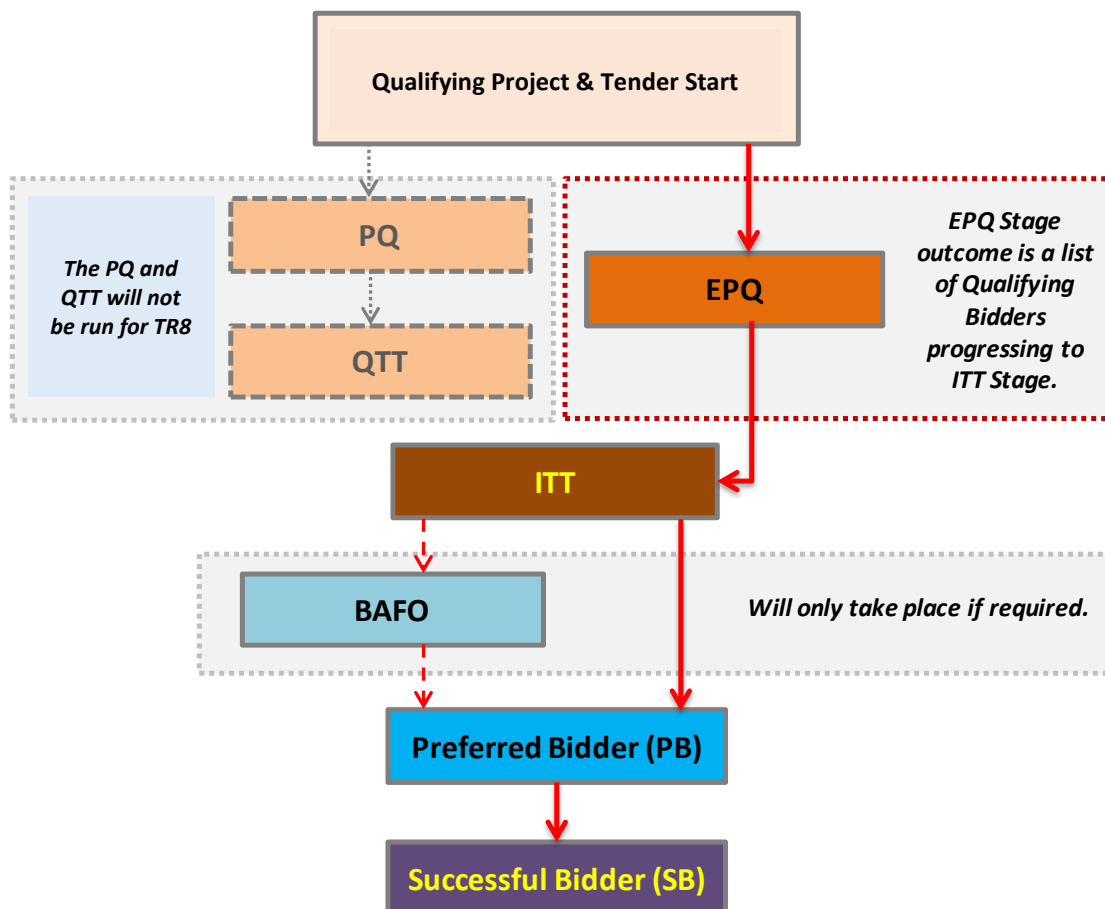 Qualifying Project & Tender Start
The PQ and
QTT will not
be run for TR8
PQ
QTT
EPQ
EPQ Stage
outcome is a list
of Qualifying
Bidders
progressing to
ITT Stage.
ITT
BAFO
Will only take place if required.
Preferred Bidder (PB)
Successful Bidder (SB)